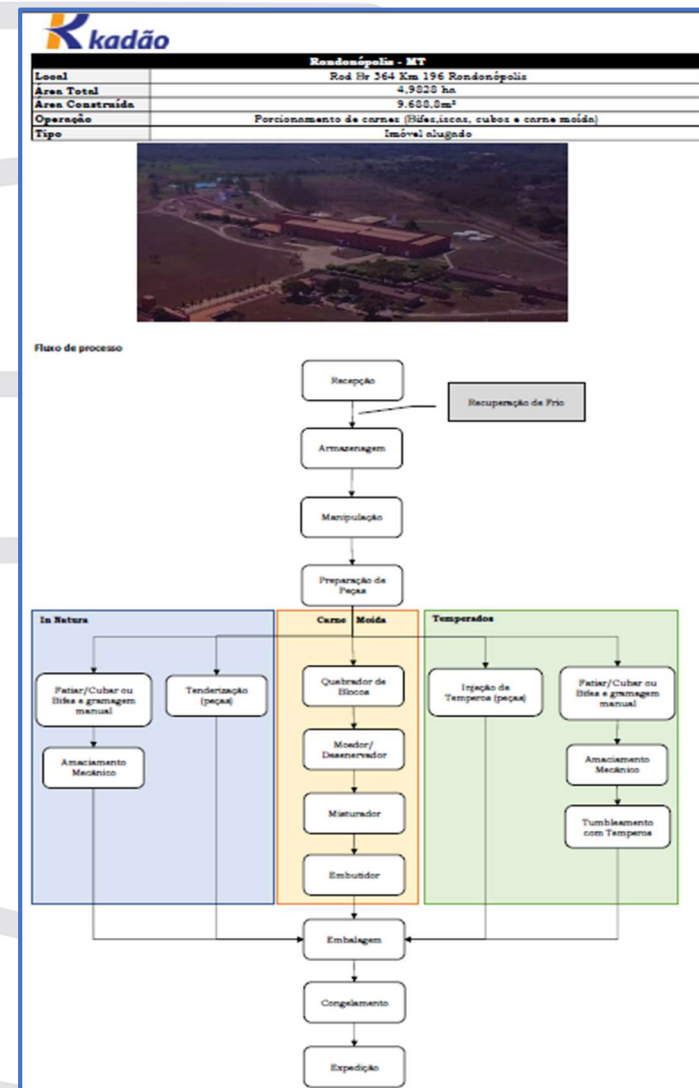 kadão
Rondonópolis - MT
Local Rod Br 364 Km 196 Rondonópolis
Área Total 4,9828 ha
Área Construída 9.688,8m²
Operação Porcionamento de carnes (Bifes,iscas, cubos e carne moída)
Tipo Imóvel alugado
Fluxo de processo
Recepção
Recuperação de Frio
Armazenagem
Manipulação
Preparação de
Peças
In Natura
Carne Moída
Temperados
Fatiar/Cubar ou
Bifes e gramagem
manual
Tenderização
(peças)
Quebrador de
Blocos
Injeção de
Temperos (peças)
Fatiar/Cubar ou
Bifes e gramagem
manual
Amaciamento
Mecânico
Moedor/
Desenervador
Amaciamento
Mecânico
Misturador
Tumbleamento
com Temperos
Embutidor
Embalagem
Congelamento
Expedição